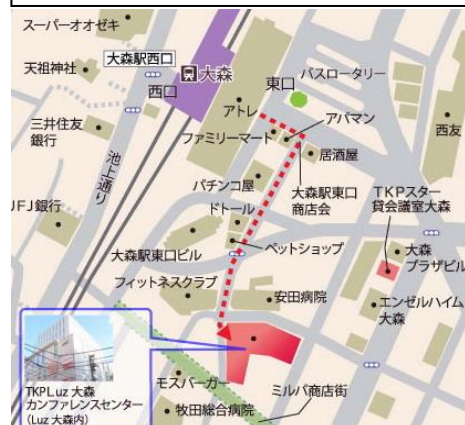 スーパーオオゼキ
天祖神社
大森駅西口
大森
西口
東口
バスロータリー
アトレ
アパマン
ファミリーマート
三井住友
銀行
池上通り
居酒屋
西友
パチンコ屋
大森駅東口
商店会
TKPスター
貸会議室大森
UFJ銀行
ドトール
大森駅東口ビル
ペットショップ
大森
プラザビル
フィットネスクラブ
安田病院
エンゼルハイム
大森
TKPLuz 大森
カンファレンスセンター
(Luz 大森内)
モスバーガー
牧田総合病院
ミルパ商店街